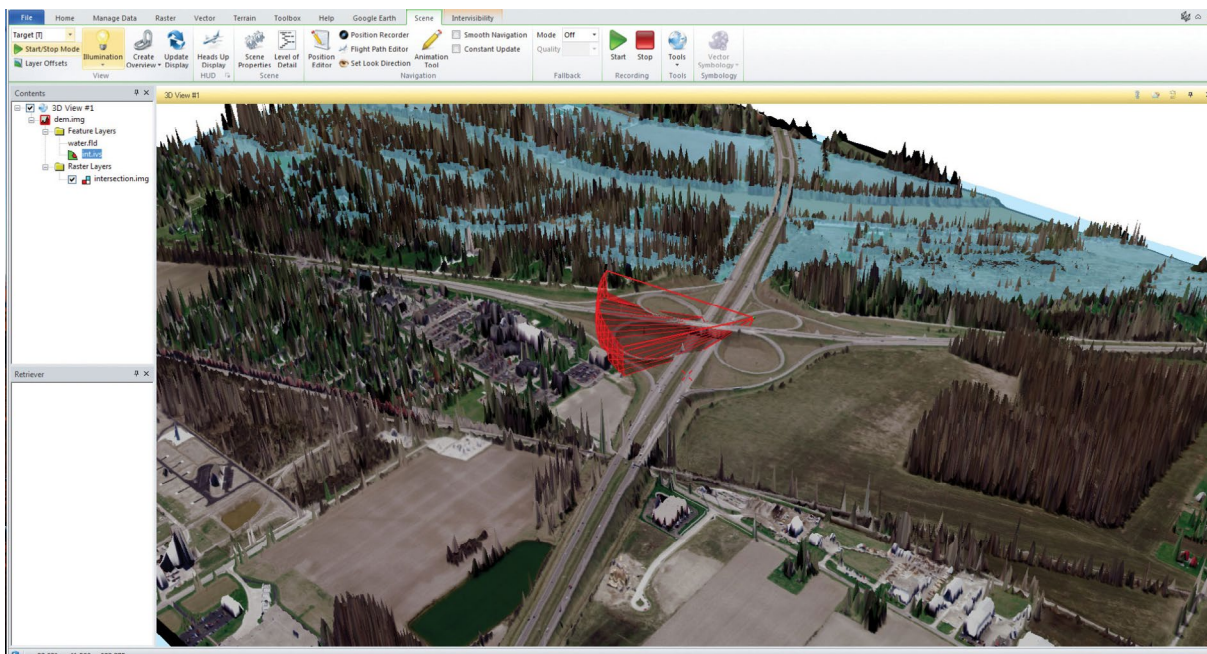 File Home Manage Data Raster Vector Terrain Toolbox Help Google Earth Scene Intervisibility
Target [T]
Start/Stop Mode
Layer Offsets
Illumination
Create Overview
Update Display
View
Heads Up Display
HUD
Scene Properties
Level of Detail
Scene
Position Editor
Position Recorder
Flight Path Editor
Set Look Direction
Animation Tool
Smooth Navigation
Constant Update
Navigation
Mode Off
Quality
Fallback
Start
Stop
Recording
Tools
Tools
Vector Symbology
Symbology
Contents
3D View #1
dem.img
Feature Layers
water.fld
int.ivs
Raster Layers
intersection.img
Retriever
3D View #1